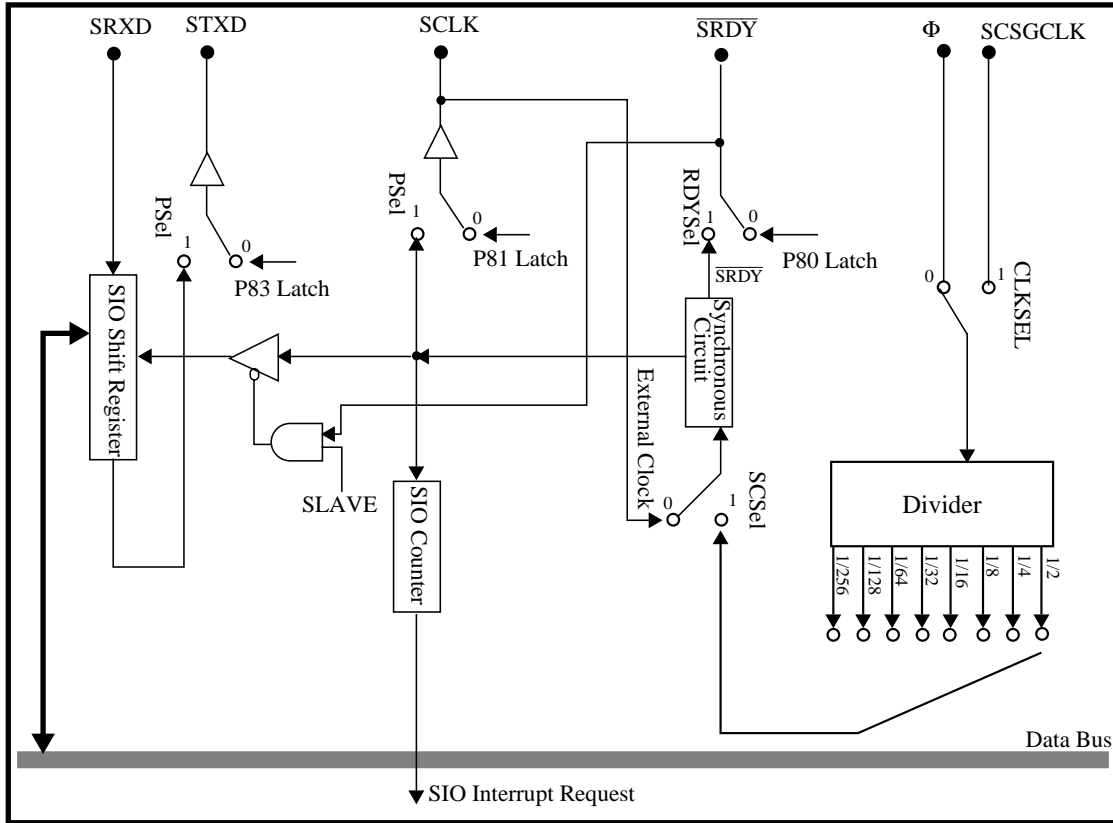 SRXD
STXD
SCLK
SRDY
Φ
SCSGCLK
PSel
1
0
P83 Latch
PSel
1
0
P81 Latch
RDYSel
1
0
P80 Latch
SRDY
0
1
CLKSEL
SIO Shift Register
Synchronous
Circuit
External Clock
SLAVE
SIO Counter
0
1
SCSel
Divider
1/256
1/128
1/64
1/32
1/16
1/8
1/4
1/2
Data Bus
SIO Interrupt Request